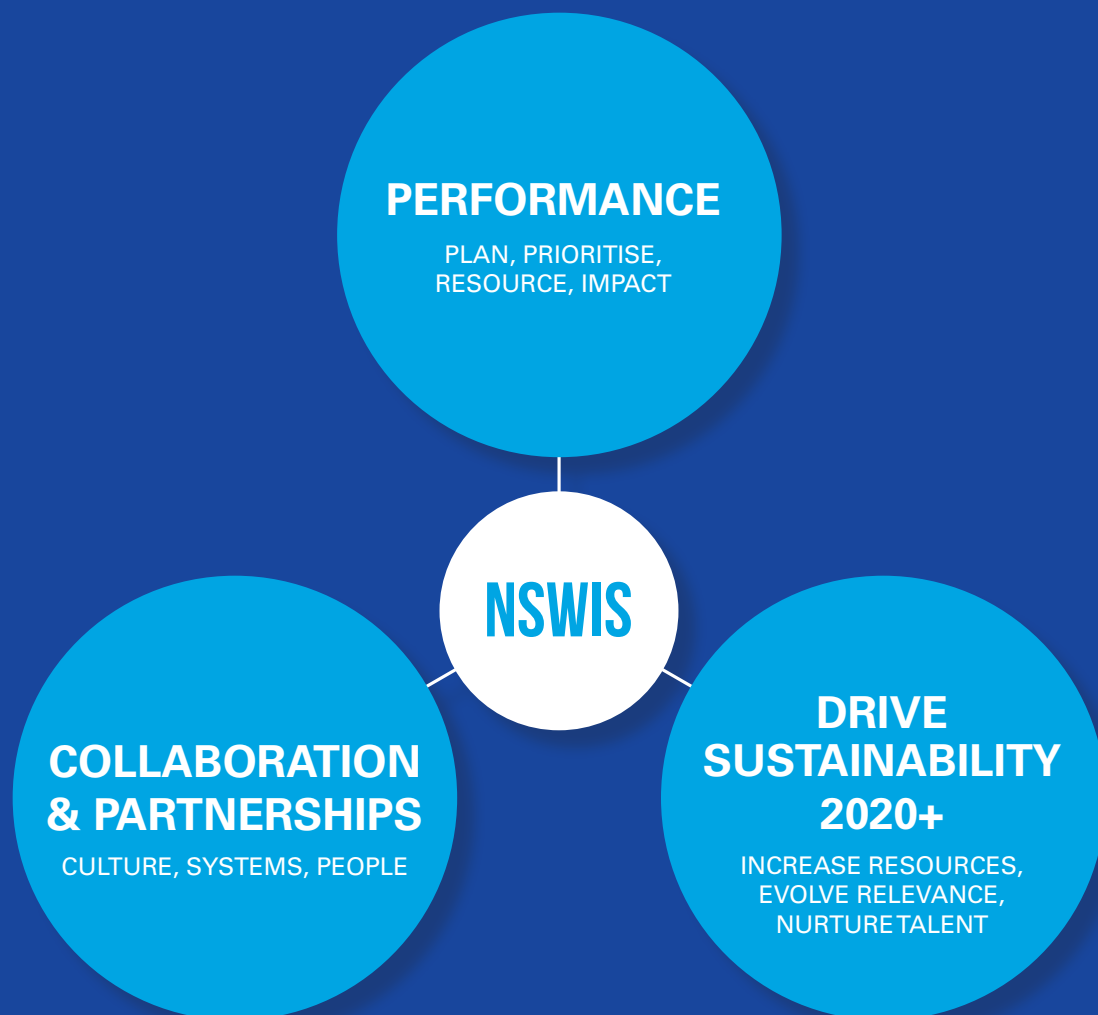 PERFORMANCE
PLAN, PRIORITISE,
RESOURCE, IMPACT
NSWIS
COLLABORATION
& PARTNERSHIPS
CULTURE, SYSTEMS, PEOPLE
DRIVE
SUSTAINABILITY
2020+
INCREASE RESOURCES,
EVOLVE RELEVANCE,
NURTURE TALENT